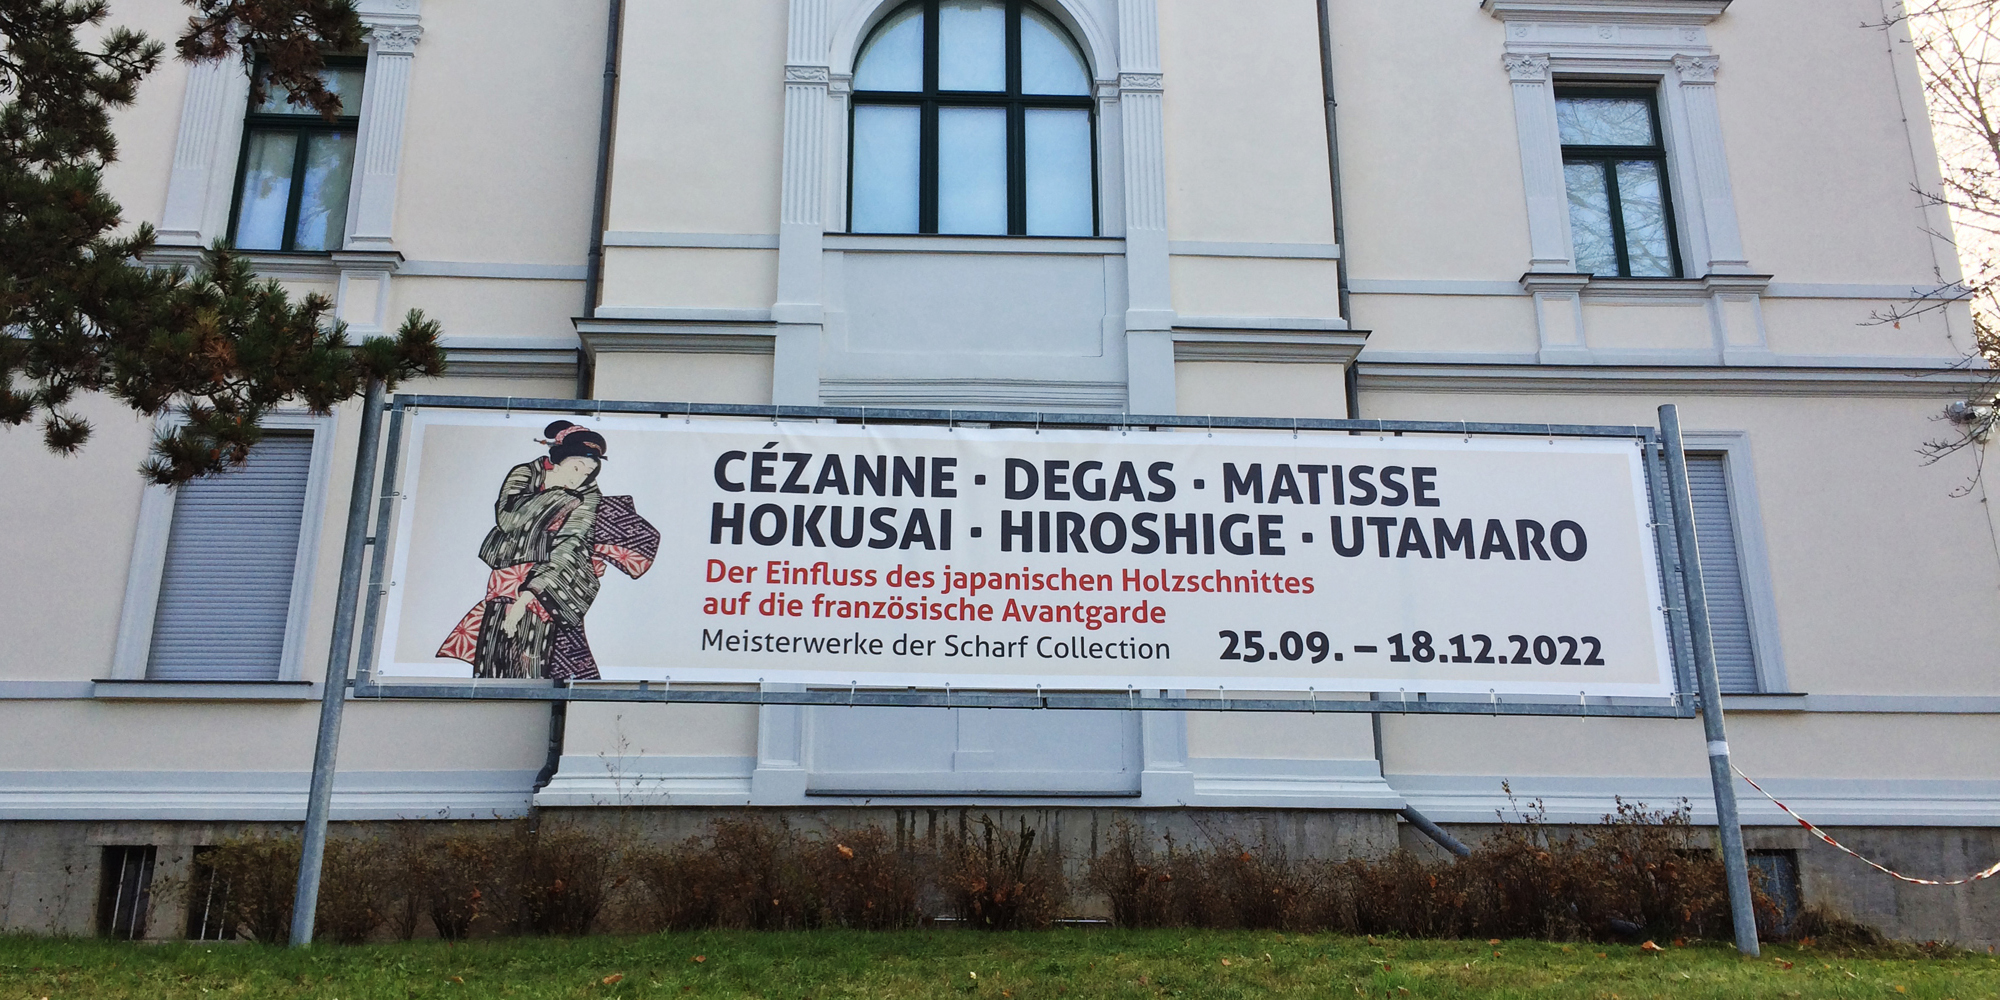 CÉZANNE · DEGAS · MATISSE
HOKUSAI · HIROSHIGE · UTAMARO
Der Einfluss des japanischen Holzschnittes
auf die französische Avantgarde
Meisterwerke der Scharf Collection 25.09. – 18.12.2022